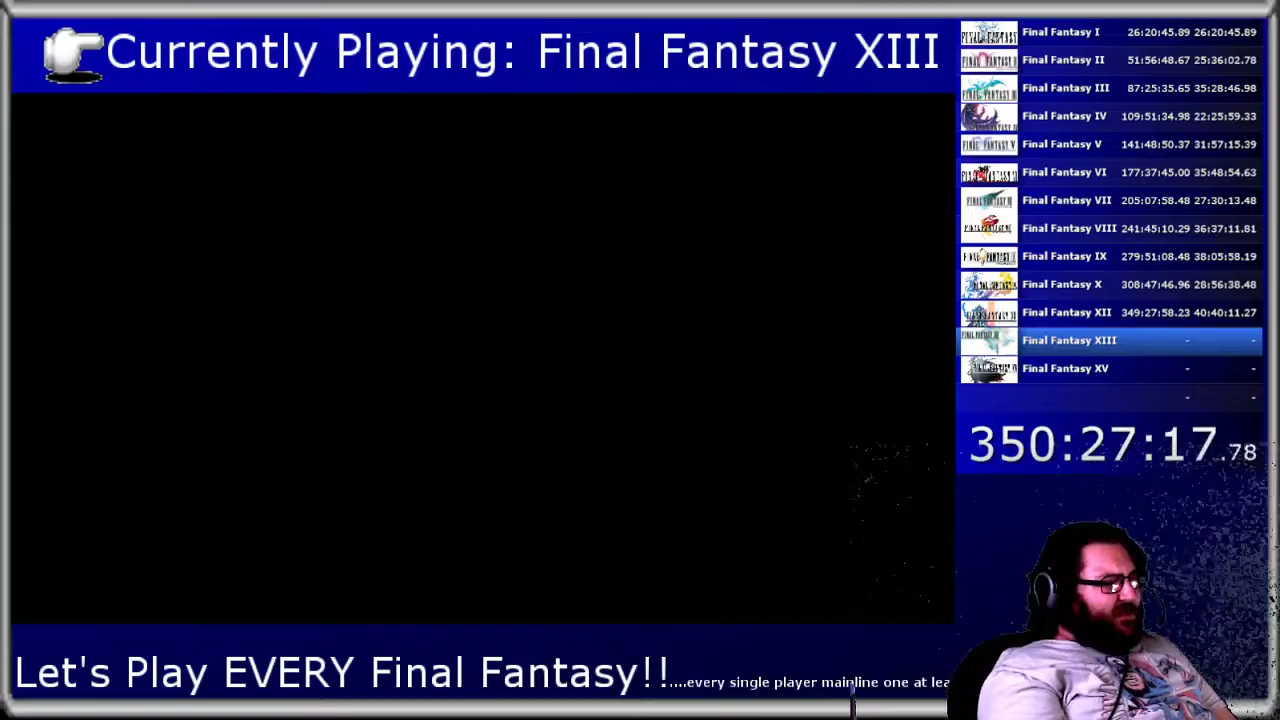 Currently Playing: Final Fantasy XIII
Final Fantasy I 26:20:45.89 26:20:45.89
Final Fantasy II 51:56:48.67 25:36:02.78
Final Fantasy III 87:25:35.65 35:28:46.98
Final Fantasy IV 109:51:34.98 22:25:59.33
Final Fantasy V 141:48:50.37 31:57:15.39
Final Fantasy VI 177:37:45.00 35:48:54.63
Final Fantasy VII 205:07:58.48 27:30:13.48
Final Fantasy VIII 241:45:10.29 36:37:11.81
Final Fantasy IX 279:51:08.48 38:05:58.19
Final Fantasy X 308:47:46.96 28:56:38.48
Final Fantasy XII 349:27:58.23 40:40:11.27
Final Fantasy XIII - -
Final Fantasy XV - -
- -
350:27:17.78
Let's Play EVERY Final Fantasy!!....every single player mainline one at lea